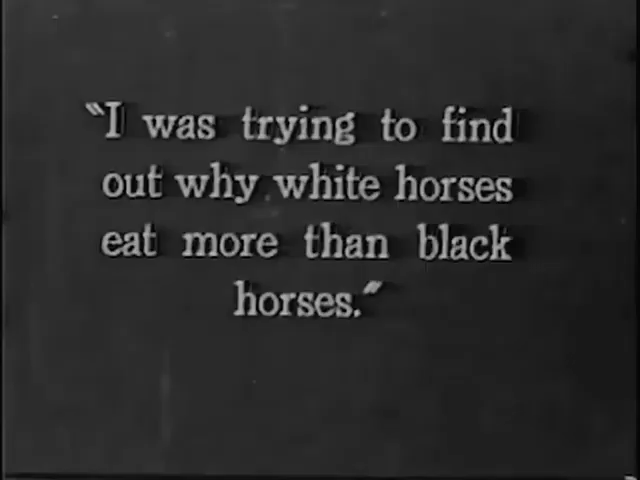 "I was trying to find
out why white horses
eat more than black
horses."